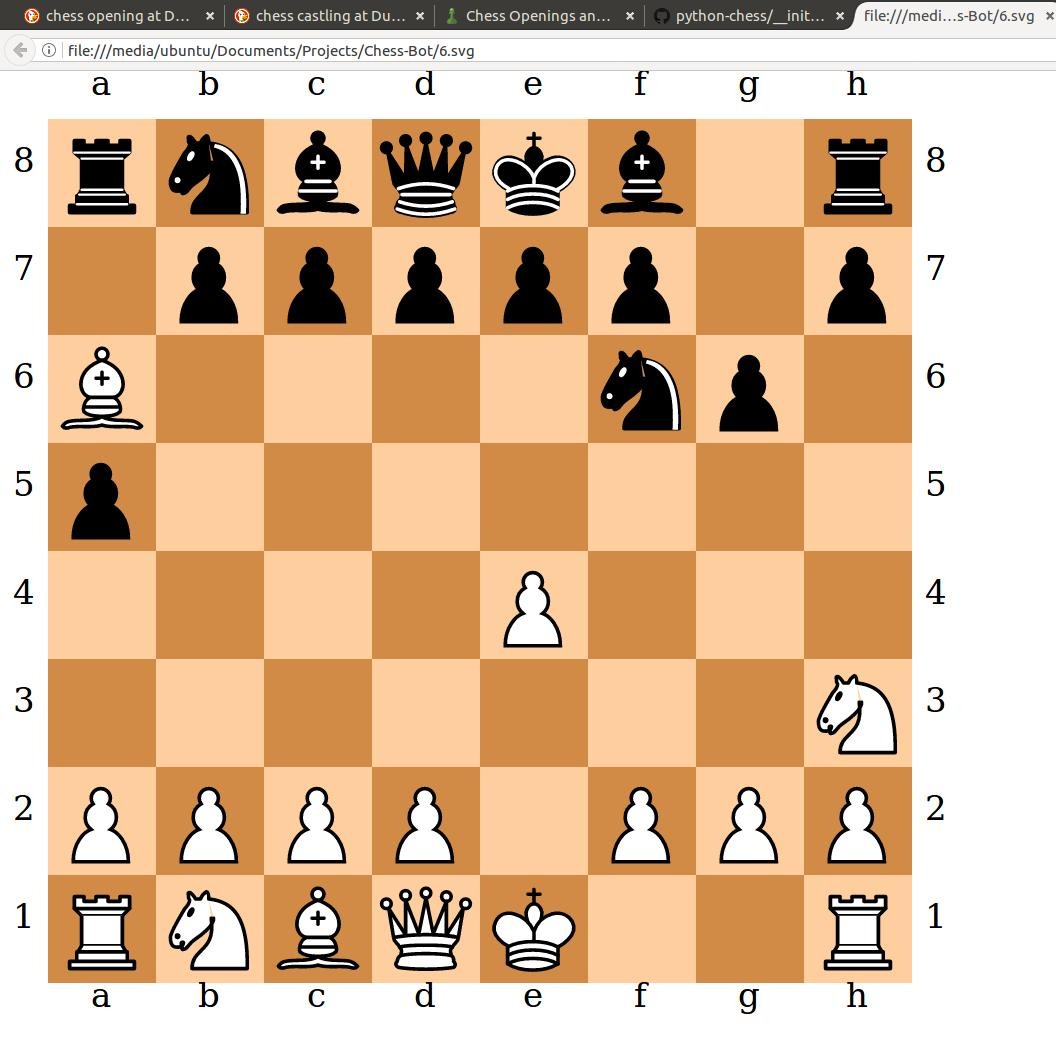 chess opening at D... chess castling at Du... Chess Openings an... python-chess/__init... file:///medi...s-Bot/6.svg
file:///media/ubuntu/Documents/Projects/Chess-Bot/6.svg
a b c d e f g h
8 8
7 7
6 6
5 5
4 4
3 3
2 2
1 1
a b c d e f g h